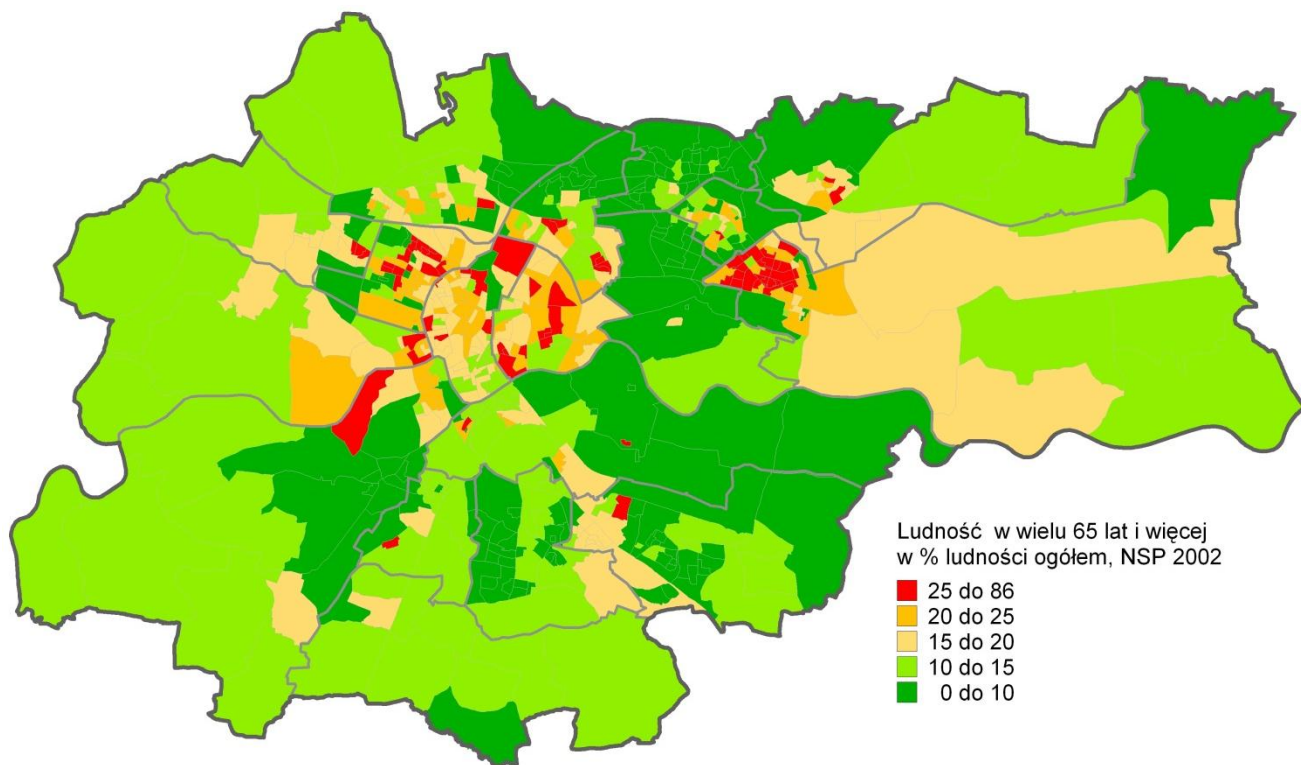 Ludność w wielu 65 lat i więcej
w % ludności ogółem, NSP 2002
25 do 86
20 do 25
15 do 20
10 do 15
0 do 10